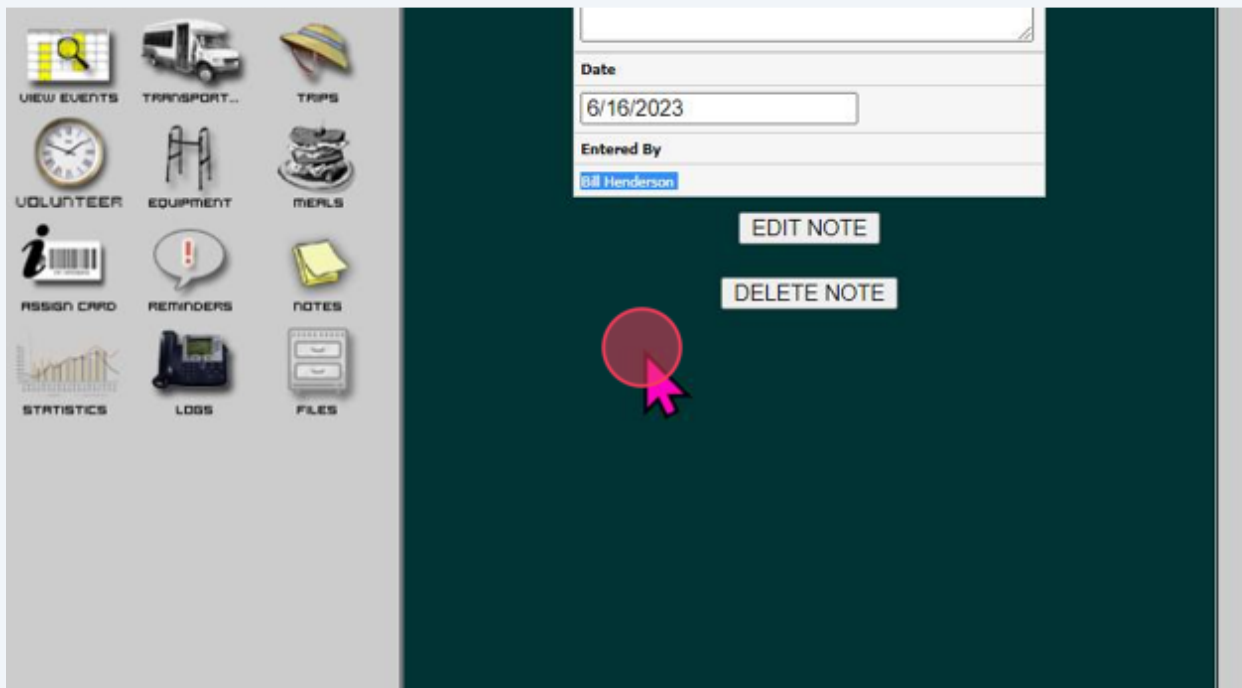 VIEW EVENTS
TRANSPORT...
TRIPS
VOLUNTEER
EQUIPMENT
MEALS
ASSIGN CARD
REMINDERS
NOTES
STATISTICS
LOGS
FILES
Date
6/16/2023
Entered By
Bill Henderson
EDIT NOTE
DELETE NOTE